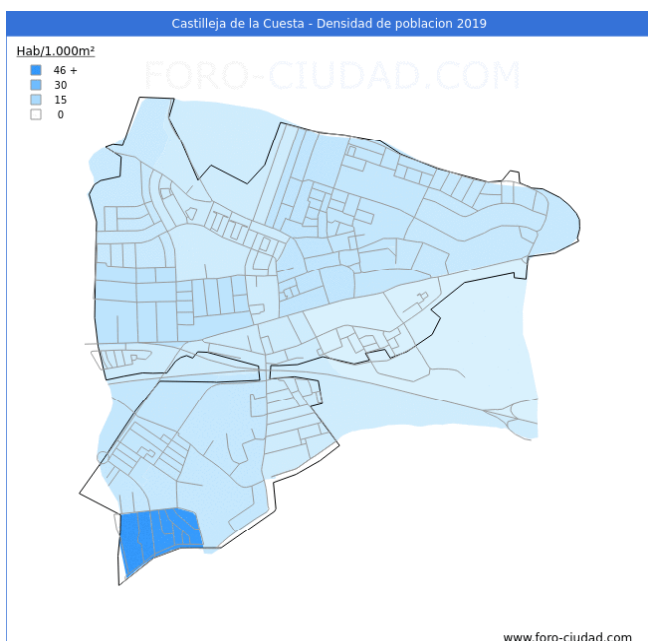 Castilleja de la Cuesta - Densidad de poblacion 2019
Hab/1.000m²
FORO-CIUDAD.COM
46 +
30
15
0
www.foro-ciudad.com